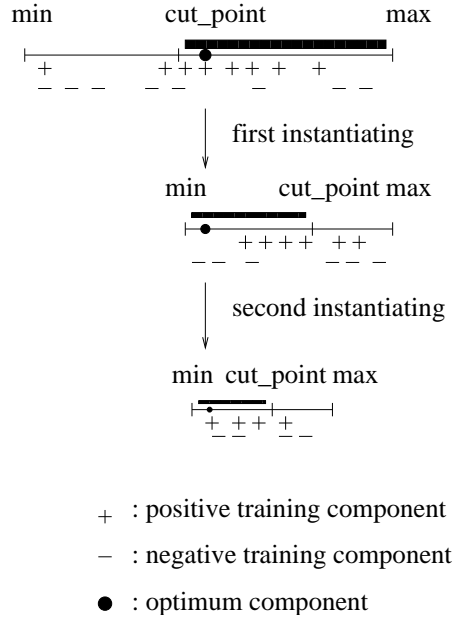 min cut_point max
+ + + + + + + +
− − − − − − − −
first instantiating
min cut_point max
+ + + + + +
− − − − − −
second instantiating
min cut_point max
+ + + +
− − − −
+ : positive training component
− : negative training component
● : optimum component